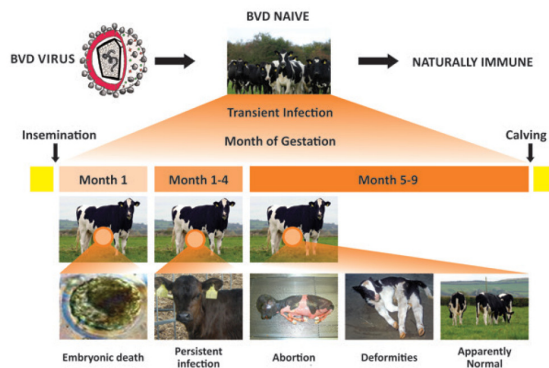 BVD NAIVE
BVD VIRUS
NATURALLY IMMUNE
Transient Infection
Month of Gestation
Insemination
Calving
Month 1
Month 1-4
Month 5-9
Embryonic death
Persistent
infection
Abortion
Deformities
Apparently
Normal